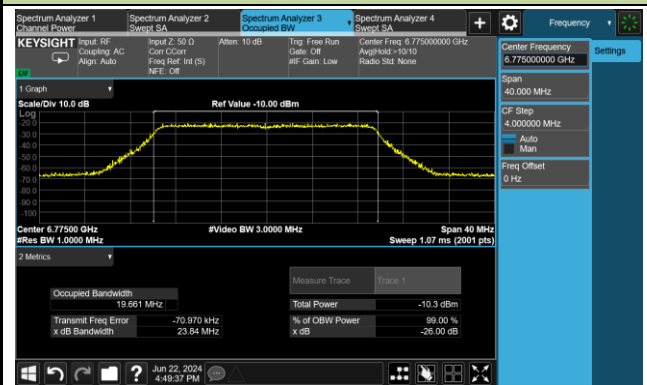 Spectrum Analyzer 1
Channel Power
Spectrum Analyzer 2
Swept SA
Spectrum Analyzer 3
Occupied BW
Spectrum Analyzer 4
Swept SA
+
Frequency
KEYSIGHT
Input: RF
Coupling: AC
Align: Auto
Input Z: 50 Ω
Corr CCorr
Freq Ref: Int (S)
NFE: Off
Atten: 10 dB
Trig: Free Run
Gate: Off
#IF Gain: Low
Center Freq: 6.775000000 GHz
Avg|Hold:>10/10
Radio Std: None
LXI
Center Frequency
6.775000000 GHz
Settings
Span
40.000 MHz
CF Step
4.000000 MHz
Auto
Man
Freq Offset
0 Hz
1 Graph
Scale/Div 10.0 dB
Ref Value -10.00 dBm
Log
-20.0
-30.0
-40.0
-50.0
-60.0
-70.0
-80.0
-90.0
-100
Center 6.77500 GHz
#Video BW 3.0000 MHz
Span 40 MHz
#Res BW 1.0000 MHz
Sweep 1.07 ms (2001 pts)
2 Metrics
Measure Trace
Trace 1
Occupied Bandwidth
19.661 MHz
Total Power
-10.3 dBm
Transmit Freq Error
-70.970 kHz
% of OBW Power
99.00 %
x dB Bandwidth
23.84 MHz
x dB
-26.00 dB
?
Jun 22, 2024
4:49:37 PM